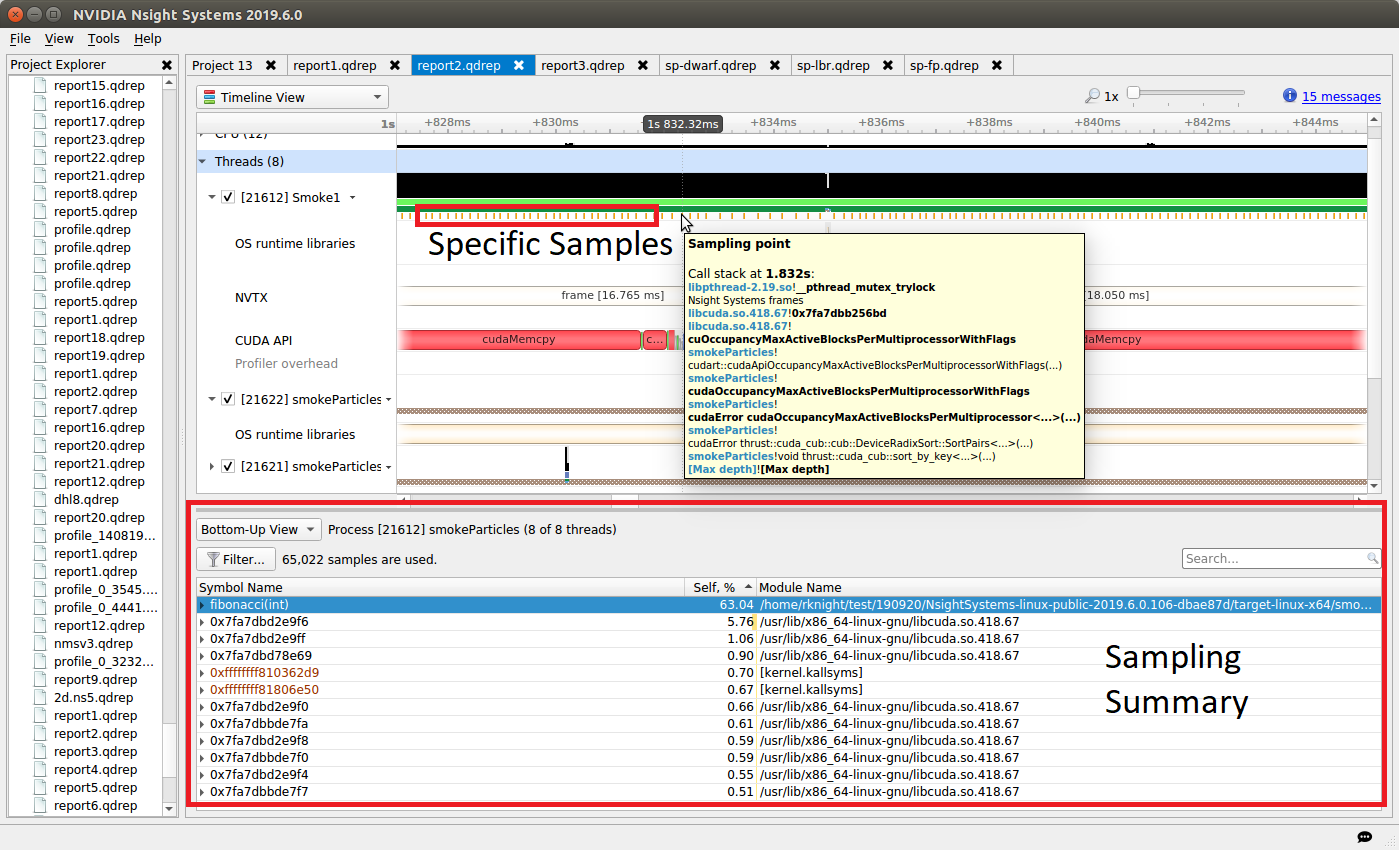 NVIDIA Nsight Systems 2019.6.0
File View Tools Help
Project Explorer
report15.qdrep
report16.qdrep
report17.qdrep
report23.qdrep
report22.qdrep
report21.qdrep
report8.qdrep
report5.qdrep
profile.qdrep
profile.qdrep
profile.qdrep
profile.qdrep
report5.qdrep
report1.qdrep
report18.qdrep
report19.qdrep
report1.qdrep
report2.qdrep
report7.qdrep
report16.qdrep
report20.qdrep
report21.qdrep
report12.qdrep
dhl8.qdrep
report20.qdrep
profile_140819...
report1.qdrep
report1.qdrep
profile_0_3545....
profile_0_4441....
report12.qdrep
nmsv3.qdrep
profile_0_3232...
report9.qdrep
2d.ns5.qdrep
report1.qdrep
report2.qdrep
report3.qdrep
report4.qdrep
report5.qdrep
report6.qdrep
Project 13 report1.qdrep report2.qdrep report3.qdrep sp-dwarf.qdrep sp-lbr.qdrep sp-fp.qdrep
Timeline View 1x 15 messages
1s +828ms +830ms 1s 832.32ms +834ms +836ms +838ms +840ms +842ms +844ms
CPU (12)
Threads (8)
[21612] Smoke1
OS runtime libraries
Specific Samples
NVTX
frame [16.765 ms]
[18.050 ms]
CUDA API
cudaMemcpy
c...
daMemcpy
Profiler overhead
[21622] smokeParticles
OS runtime libraries
[21621] smokeParticles
Sampling point
Call stack at 1.832s:
libpthread-2.19.so!__pthread_mutex_trylock
Nsight Systems frames
libcuda.so.418.67!0x7fa7dbb256bd
libcuda.so.418.67!
cuOccupancyMaxActiveBlocksPerMultiprocessorWithFlags
smokeParticles!
cudart::cudaApiOccupancyMaxActiveBlocksPerMultiprocessorWithFlags(...)
smokeParticles!
cudaOccupancyMaxActiveBlocksPerMultiprocessorWithFlags
smokeParticles!
cudaError cudaOccupancyMaxActiveBlocksPerMultiprocessor<...>(...)
smokeParticles!
cudaError thrust::cuda_cub::cub::DeviceRadixSort::SortPairs<...>(...)
smokeParticles!void thrust::cuda_cub::sort_by_key<...>(...)
[Max depth]![Max depth]
Bottom-Up View Process [21612] smokeParticles (8 of 8 threads)
Filter... 65,022 samples are used. Search...
Symbol Name Self, % Module Name
fibonacci(int) 63.04 /home/rknight/test/190920/NsightSystems-linux-public-2019.6.0.106-dbae87d/target-linux-x64/smo...
0x7fa7dbd2e9f6 5.76 /usr/lib/x86_64-linux-gnu/libcuda.so.418.67
0x7fa7dbd2e9ff 1.06 /usr/lib/x86_64-linux-gnu/libcuda.so.418.67
0x7fa7dbd78e69 0.90 /usr/lib/x86_64-linux-gnu/libcuda.so.418.67
0xffffffff810362d9 0.70 [kernel.kallsyms]
0xffffffff81806e50 0.67 [kernel.kallsyms]
0x7fa7dbd2e9f0 0.66 /usr/lib/x86_64-linux-gnu/libcuda.so.418.67
0x7fa7dbbde7fa 0.61 /usr/lib/x86_64-linux-gnu/libcuda.so.418.67
0x7fa7dbd2e9f8 0.59 /usr/lib/x86_64-linux-gnu/libcuda.so.418.67
0x7fa7dbbde7f0 0.59 /usr/lib/x86_64-linux-gnu/libcuda.so.418.67
0x7fa7dbd2e9f4 0.55 /usr/lib/x86_64-linux-gnu/libcuda.so.418.67
0x7fa7dbbde7f7 0.51 /usr/lib/x86_64-linux-gnu/libcuda.so.418.67
Sampling
Summary